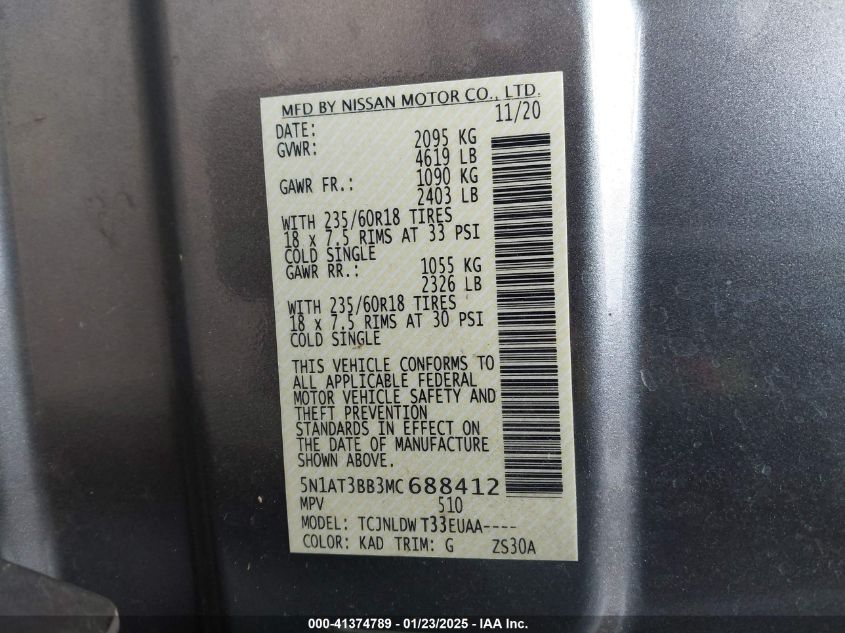 MFD BY NISSAN MOTOR CO., LTD.
DATE: 11/20
GVWR: 2095 KG
4619 LB
GAWR FR.: 1090 KG
2403 LB
WITH 235/60R18 TIRES
18 x 7.5 RIMS AT 33 PSI
COLD SINGLE
GAWR RR.: 1055 KG
2326 LB
WITH 235/60R18 TIRES
18 x 7.5 RIMS AT 30 PSI
COLD SINGLE
THIS VEHICLE CONFORMS TO
ALL APPLICABLE FEDERAL
MOTOR VEHICLE SAFETY AND
THEFT PREVENTION
STANDARDS IN EFFECT ON
THE DATE OF MANUFACTURE
SHOWN ABOVE.
5N1AT3BB3MC688412
MPV 510
MODEL: TCJNLDW T33EUAA----
COLOR: KAD TRIM: G ZS30A
000-41374789 - 01/23/2025 - IAA Inc.